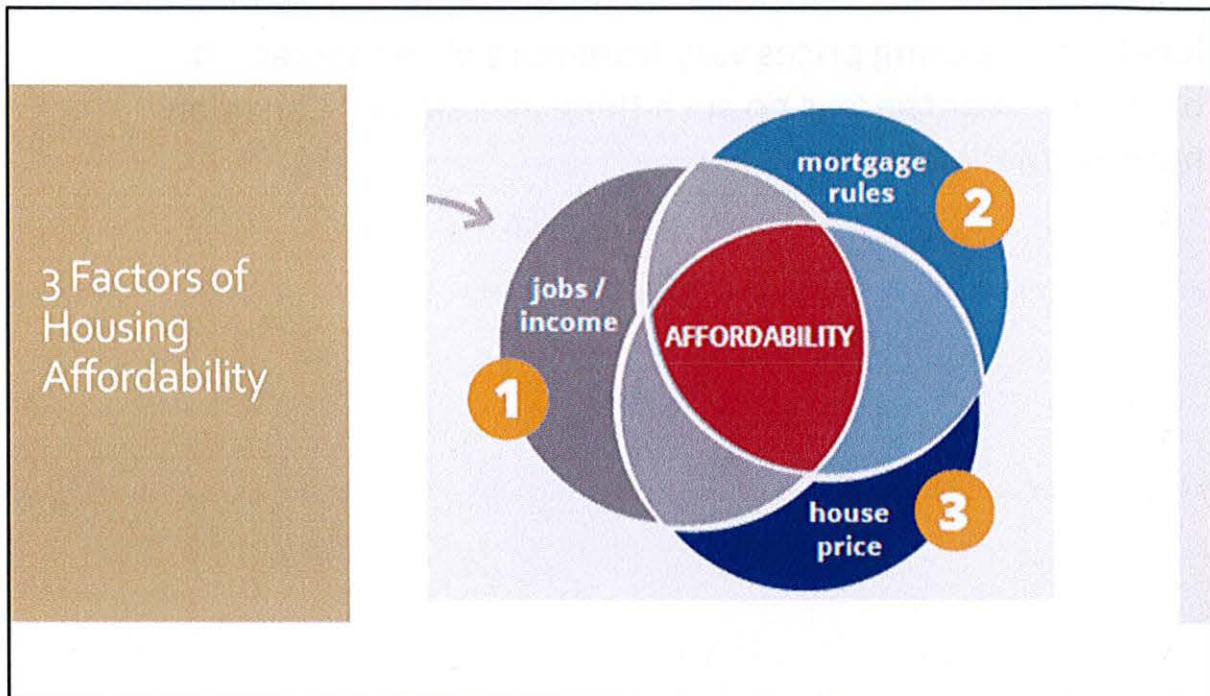 3 Factors of
Housing
Affordability
mortgage
rules
2
jobs /
income
AFFORDABILITY
1
house
price
3